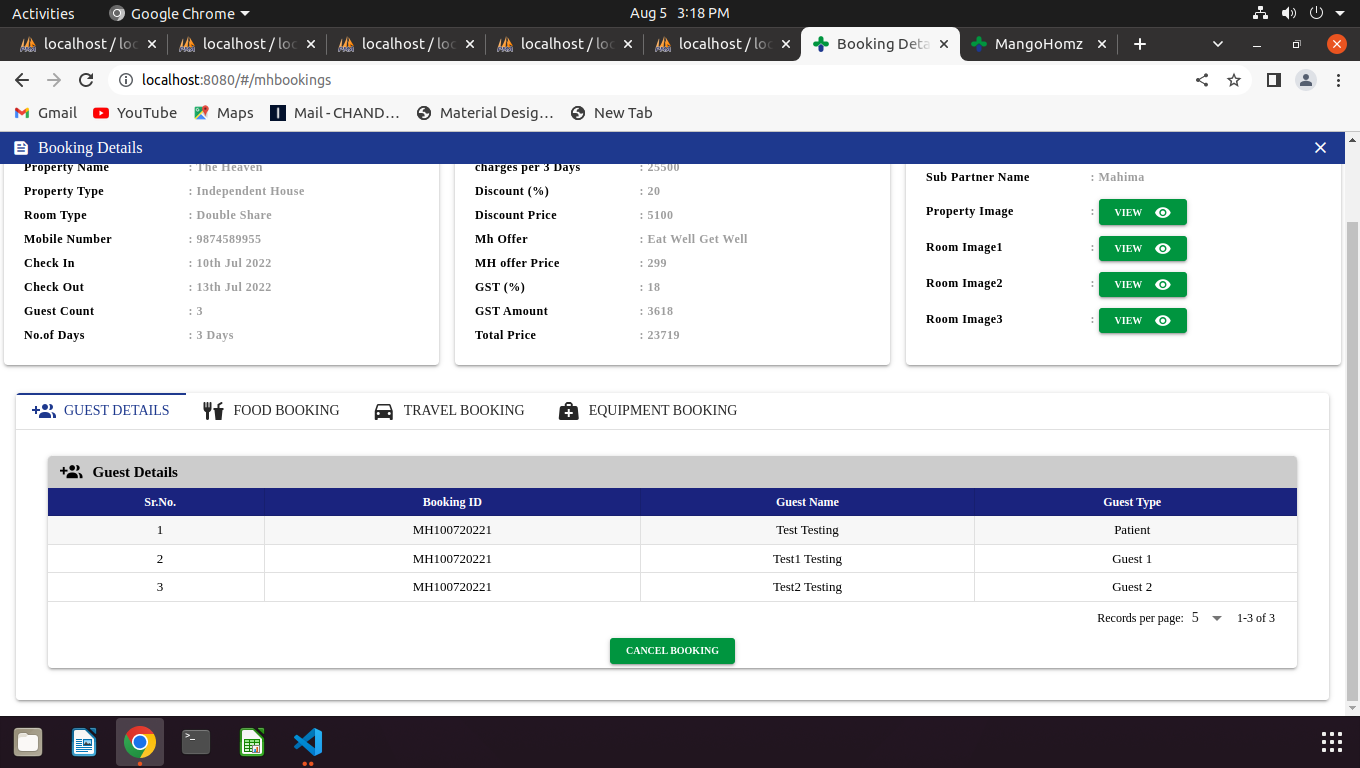 Activities
Google Chrome
Aug 5 3:18 PM
localhost / loc
localhost / loc
localhost / loc
localhost / loc
localhost / loc
Booking Deta
MangoHomz
localhost:8080/#/mhbookings
Gmail
YouTube
Maps
Mail - CHAND…
Material Desig…
New Tab
Booking Details
Property Name : The Heaven
Property Type : Independent House
Room Type : Double Share
Mobile Number : 9874589955
Check In : 10th Jul 2022
Check Out : 13th Jul 2022
Guest Count : 3
No.of Days : 3 Days
charges per 3 Days : 25500
Discount (%) : 20
Discount Price : 5100
Mh Offer : Eat Well Get Well
MH offer Price : 299
GST (%) : 18
GST Amount : 3618
Total Price : 23719
Sub Partner Name : Mahima
Property Image : VIEW
Room Image1 : VIEW
Room Image2 : VIEW
Room Image3 : VIEW
GUEST DETAILS
FOOD BOOKING
TRAVEL BOOKING
EQUIPMENT BOOKING
Guest Details
Sr.No. Booking ID Guest Name Guest Type
1 MH100720221 Test Testing Patient
2 MH100720221 Test1 Testing Guest 1
3 MH100720221 Test2 Testing Guest 2
Records per page: 5 1-3 of 3
CANCEL BOOKING